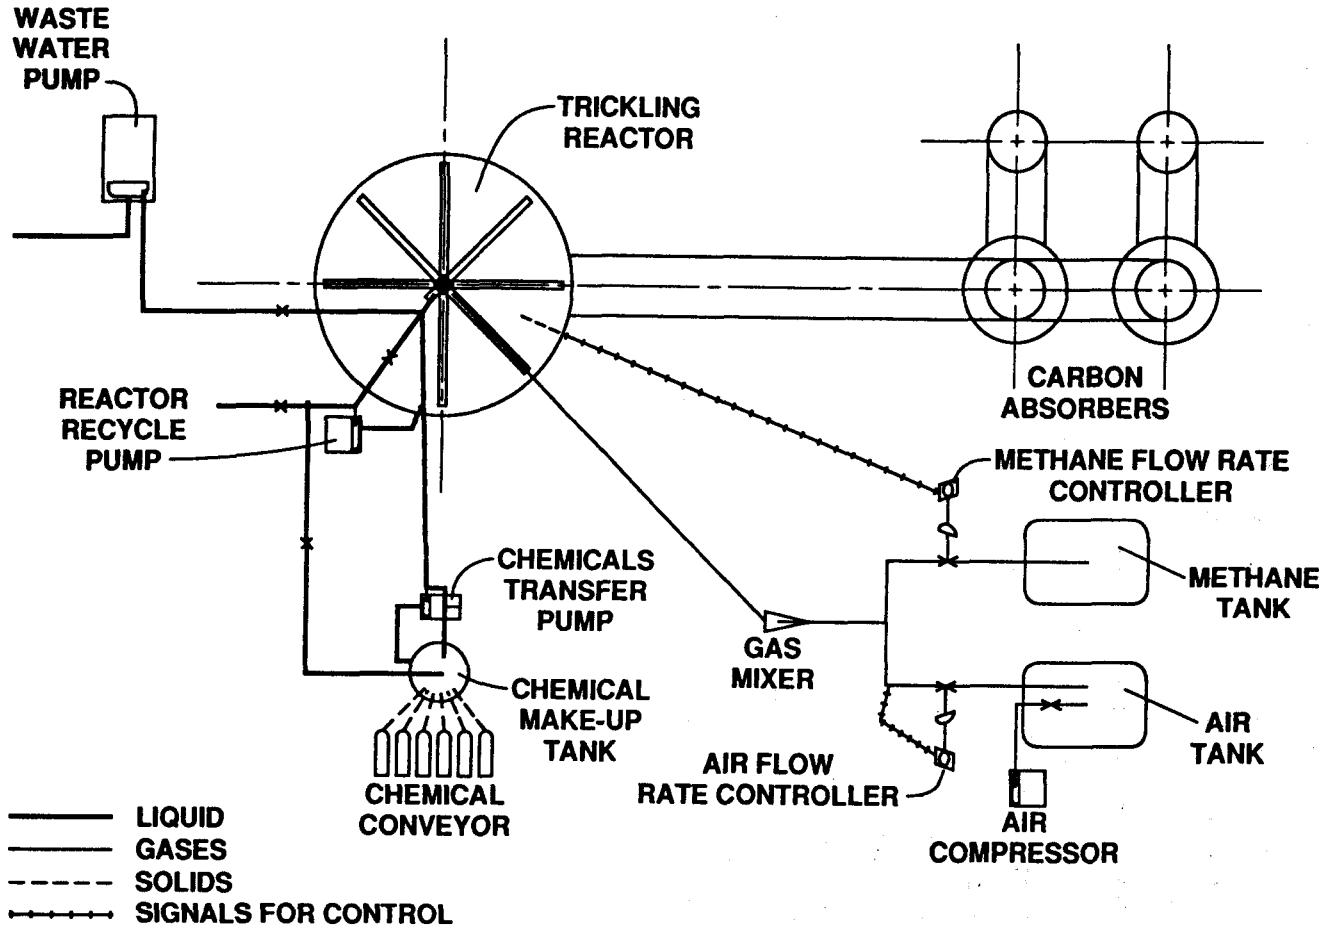 WASTE
WATER
PUMP
TRICKLING
REACTOR
CARBON
ABSORBERS
REACTOR
RECYCLE
PUMP
METHANE FLOW RATE
CONTROLLER
CHEMICALS
TRANSFER
PUMP
METHANE
TANK
GAS
MIXER
CHEMICAL
MAKE-UP
TANK
AIR
TANK
AIR FLOW
RATE CONTROLLER
CHEMICAL
CONVEYOR
AIR
COMPRESSOR
LIQUID
GASES
SOLIDS
SIGNALS FOR CONTROL